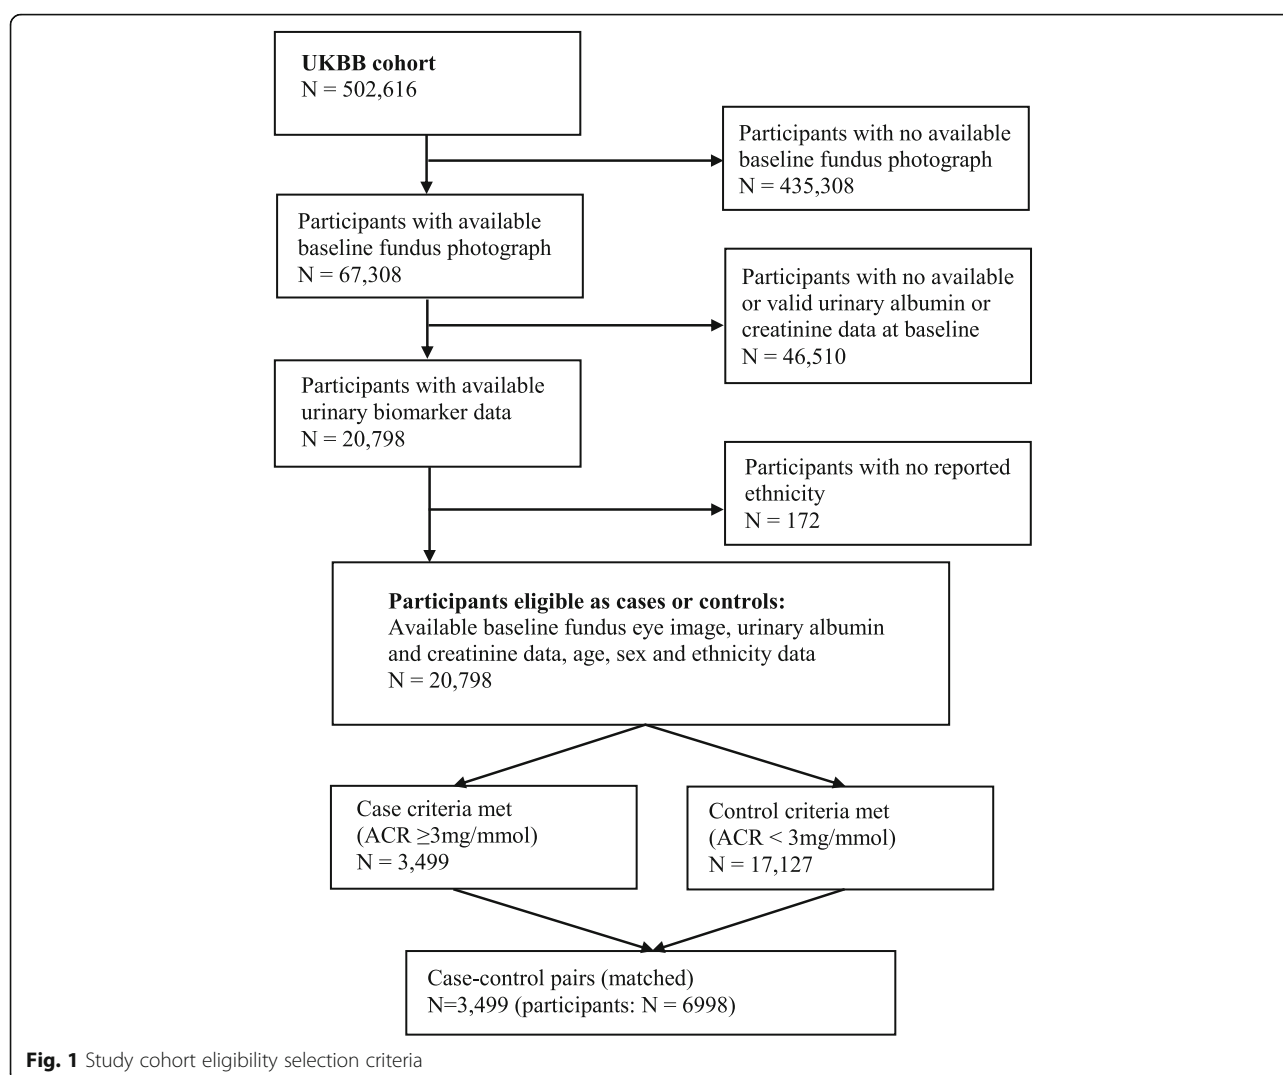 UKBB cohort
N = 502,616
Participants with no available
baseline fundus photograph
N = 435,308
Participants with available
baseline fundus photograph
N = 67,308
Participants with no available
or valid urinary albumin or
creatinine data at baseline
N = 46,510
Participants with available
urinary biomarker data
N = 20,798
Participants with no reported
ethnicity
N = 172
Participants eligible as cases or controls:
Available baseline fundus eye image, urinary albumin
and creatinine data, age, sex and ethnicity data
N = 20,798
Case criteria met
(ACR ≥3mg/mmol)
N = 3,499
Control criteria met
(ACR < 3mg/mmol)
N = 17,127
Case-control pairs (matched)
N=3,499 (participants: N = 6998)
Fig. 1 Study cohort eligibility selection criteria